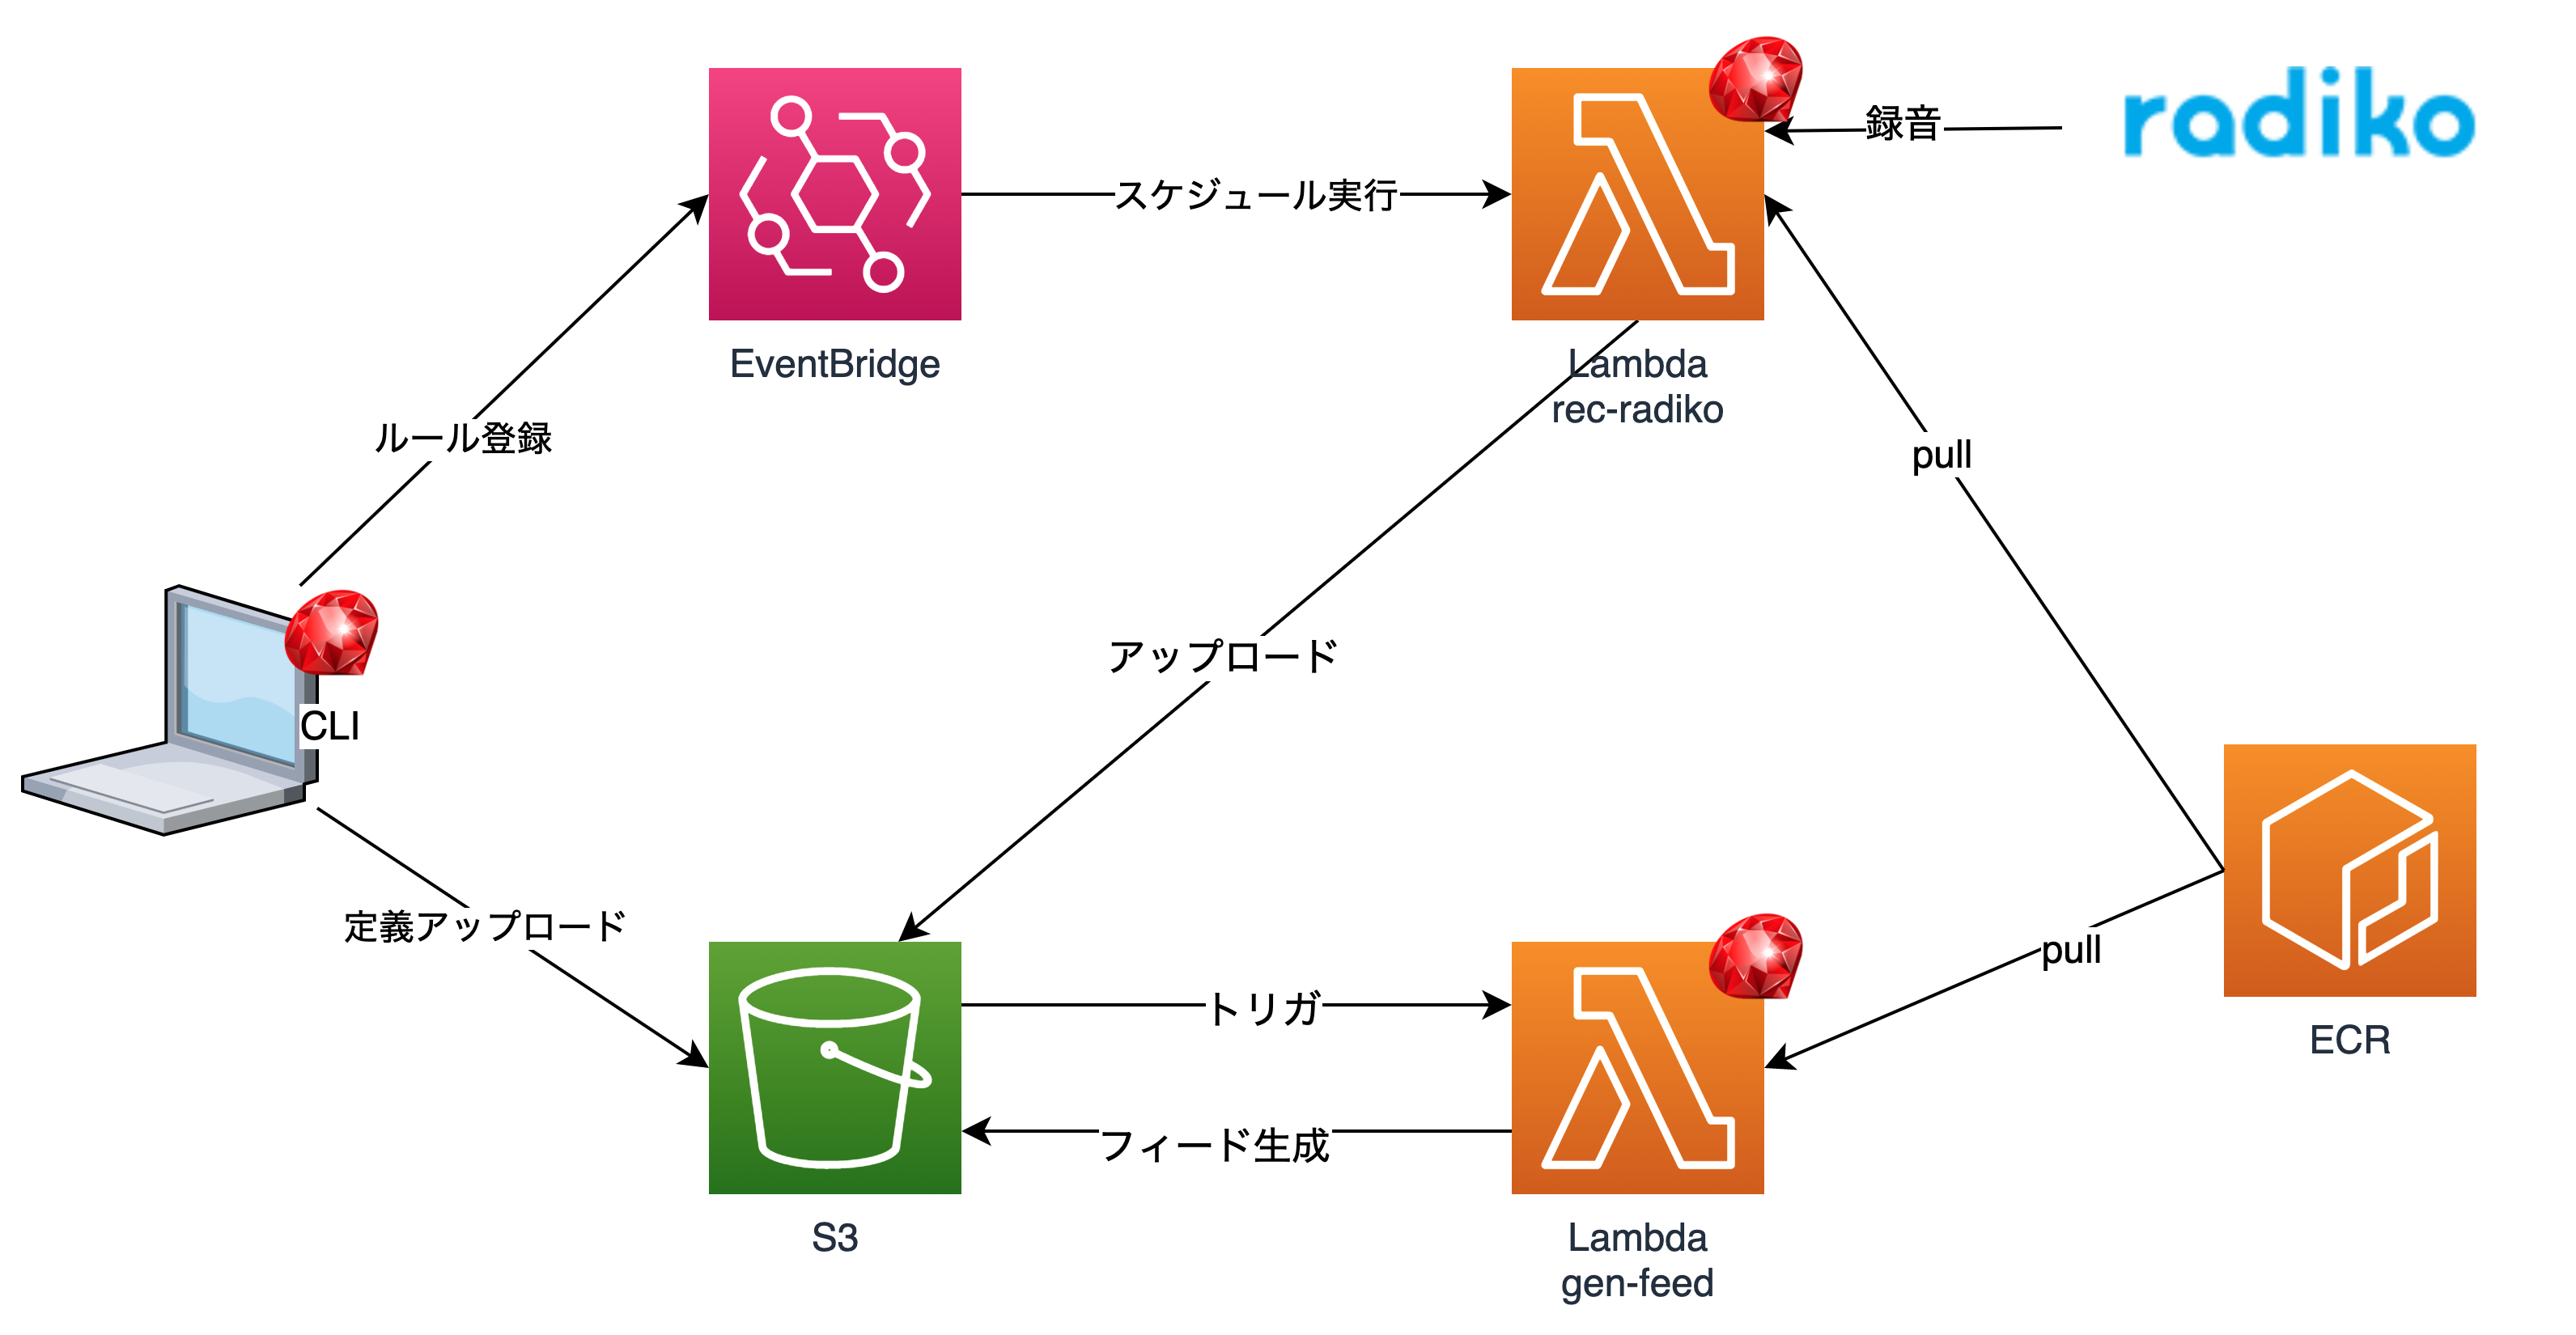 radiko
録音
スケジュール実行
EventBridge
Lambda
rec-radiko
ルール登録
pull
アップロード
CLI
定義アップロード
pull
トリガ
ECR
フィード生成
S3
Lambda
gen-feed